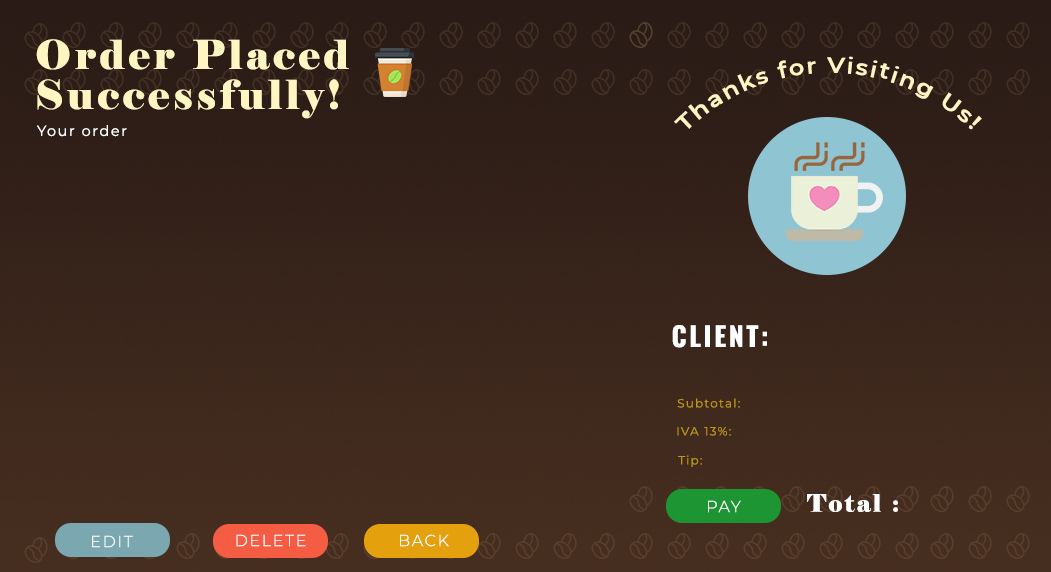 Order Placed
Successfully!
Your order
Thanks for Visiting Us!
CLIENT:
Subtotal:
IVA 13%:
Tip:
PAY
Total :
EDIT
DELETE
BACK